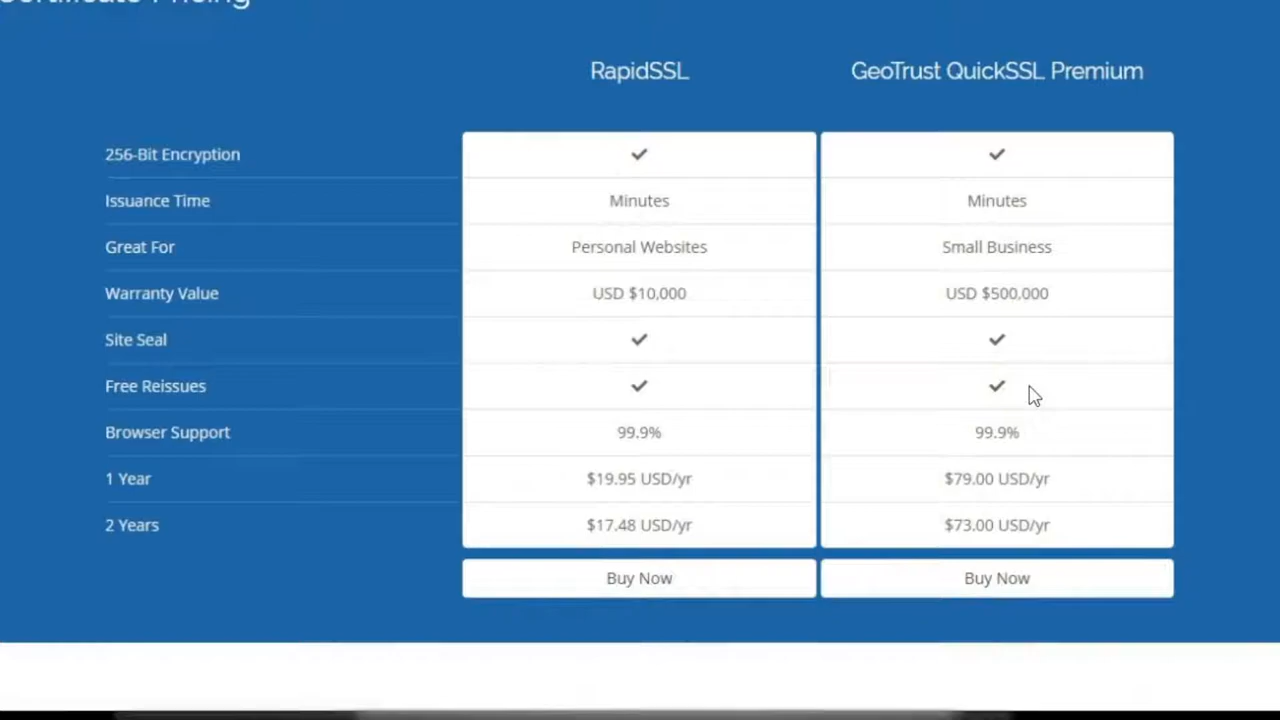 Certificate Pricing
RapidSSL GeoTrust QuickSSL Premium
256-Bit Encryption ✔ ✔
Issuance Time Minutes Minutes
Great For Personal Websites Small Business
Warranty Value USD $10,000 USD $500,000
Site Seal ✔ ✔
Free Reissues ✔ ✔
Browser Support 99.9% 99.9%
1 Year $19.95 USD/yr $79.00 USD/yr
2 Years $17.48 USD/yr $73.00 USD/yr
Buy Now Buy Now